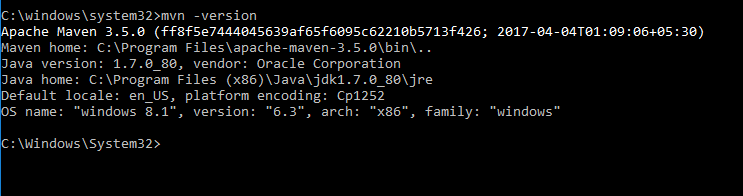 C:\windows\system32>mvn -version
Apache Maven 3.5.0 (ff8f5e7444045639af65f6095c62210b5713f426; 2017-04-04T01:09:06+05:30)
Maven home: C:\Program Files\apache-maven-3.5.0\bin\..
Java version: 1.7.0_80, vendor: Oracle Corporation
Java home: C:\Program Files (x86)\Java\jdk1.7.0_80\jre
Default locale: en_US, platform encoding: Cp1252
OS name: "windows 8.1", version: "6.3", arch: "x86", family: "windows"
C:\Windows\System32>